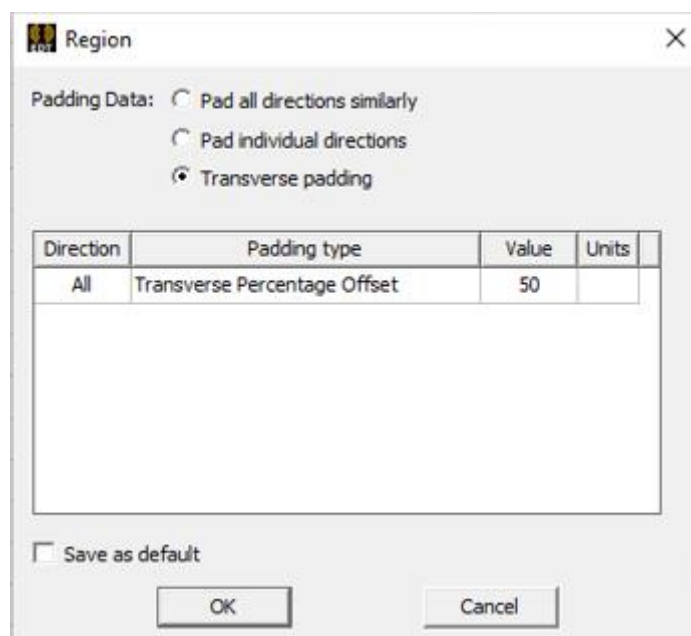 Region
Padding Data: Pad all directions similarly
Pad individual directions
Transverse padding
Direction Padding type Value Units
All Transverse Percentage Offset 50
Save as default
OK Cancel